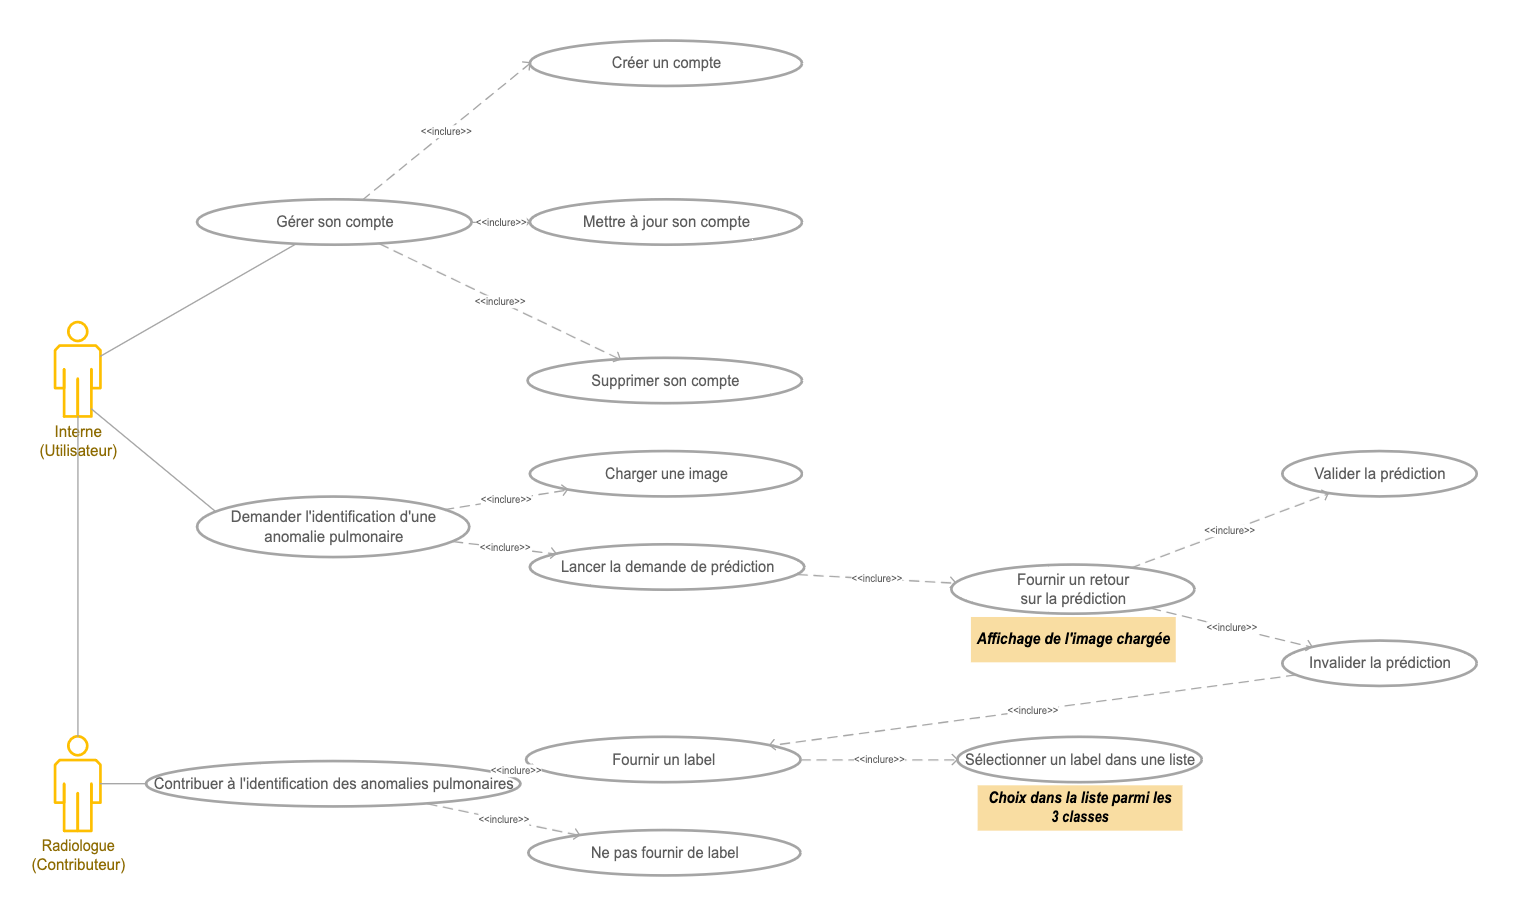 Créer un compte
<<inclure>>
Gérer son compte
<<inclure>>
Mettre à jour son compte
<<inclure>>
Supprimer son compte
Interne
(Utilisateur)
Charger une image
Valider la prédiction
<<inclure>>
Demander l'identification d'une
anomalie pulmonaire
<<inclure>>
<<inclure>>
Lancer la demande de prédiction
<<inclure>>
Fournir un retour
sur la prédiction
<<inclure>>
Affichage de l'image chargée
Invalider la prédiction
<<inclure>>
Fournir un label
<<inclure>>
Sélectionner un label dans une liste
<<inclure>>
Contribuer à l'identification des anomalies pulmonaires
Choix dans la liste parmi les
3 classes
<<inclure>>
Ne pas fournir de label
Radiologue
(Contributeur)